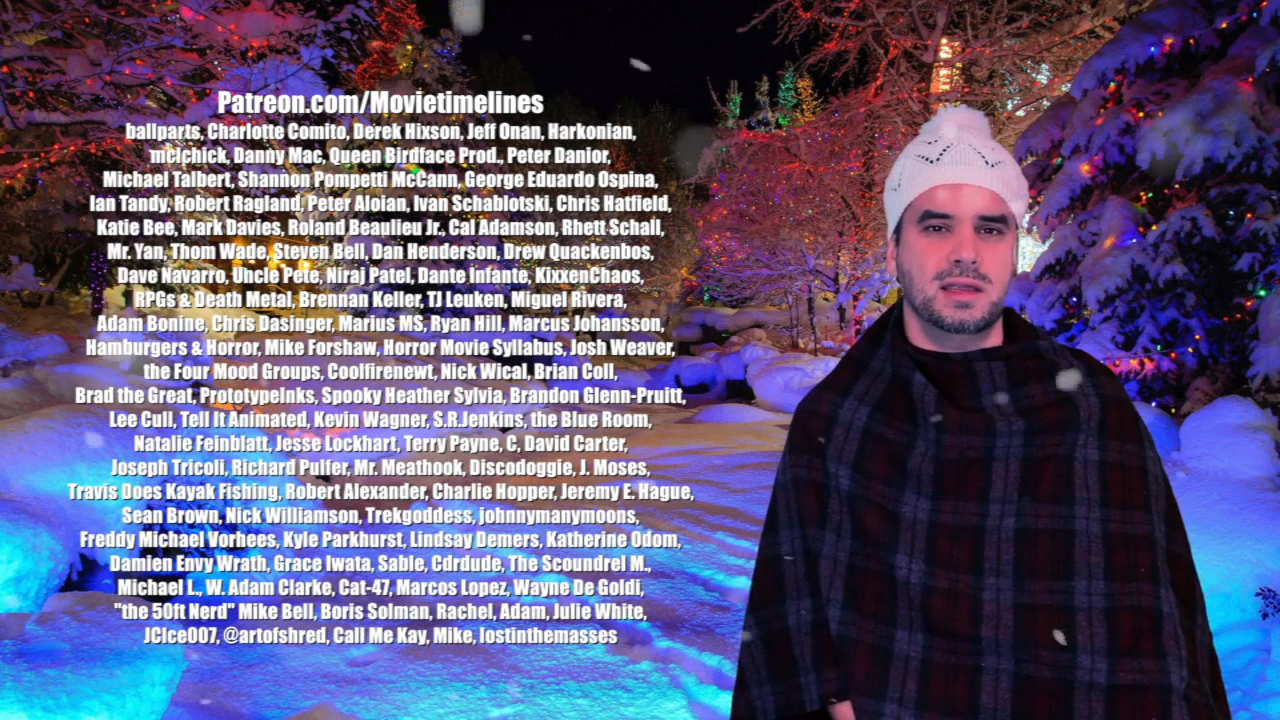 Patreon.com/Movietimelines
ballparts, Charlotte Comito, Derek Hixson, Jeff Onan, Harkonian,
mclchick, Danny Mac, Queen Birdface Prod., Peter Danior,
Michael Talbert, Shannon Pompetti McCann, George Eduardo Ospina,
Ian Tandy, Robert Ragland, Peter Aloian, Ivan Schablotski, Chris Hatfield,
Katie Bee, Mark Davies, Roland Beaulieu Jr., Cal Adamson, Rhett Schall,
Mr. Yan, Thom Wade, Steven Bell, Dan Henderson, Drew Quackenbos,
Dave Navarro, Uncle Pete, Niraj Patel, Dante Infante, KixxenChaos,
RPGs & Death Metal, Brennan Keller, TJ Leuken, Miguel Rivera,
Adam Bonine, Chris Dasinger, Marius MS, Ryan Hill, Marcus Johansson,
Hamburgers & Horror, Mike Forshaw, Horror Movie Syllabus, Josh Weaver,
the Four Mood Groups, Coolfirenewt, Nick Wical, Brian Coll,
Brad the Great, PrototypeInks, Spooky Heather Sylvia, Brandon Glenn-Pruitt,
Lee Cull, Tell It Animated, Kevin Wagner, S.R.Jenkins, the Blue Room,
Natalie Feinblatt, Jesse Lockhart, Terry Payne, C, David Carter,
Joseph Tricoli, Richard Pulfer, Mr. Meathook, Discodoggie, J. Moses,
Travis Does Kayak Fishing, Robert Alexander, Charlie Hopper, Jeremy E. Hague,
Sean Brown, Nick Williamson, Trekgoddess, johnnymanymoons,
Freddy Michael Vorhees, Kyle Parkhurst, Lindsay Demers, Katherine Odom,
Damien Envy Wrath, Grace Iwata, Sable, Cdrdude, The Scoundrel M.,
Michael L., W. Adam Clarke, Cat-47, Marcos Lopez, Wayne De Goldi,
"the 50ft Nerd" Mike Bell, Boris Solman, Rachel, Adam, Julie White,
JCIce007, @artofshred, Call Me Kay, Mike, lostinthemasses